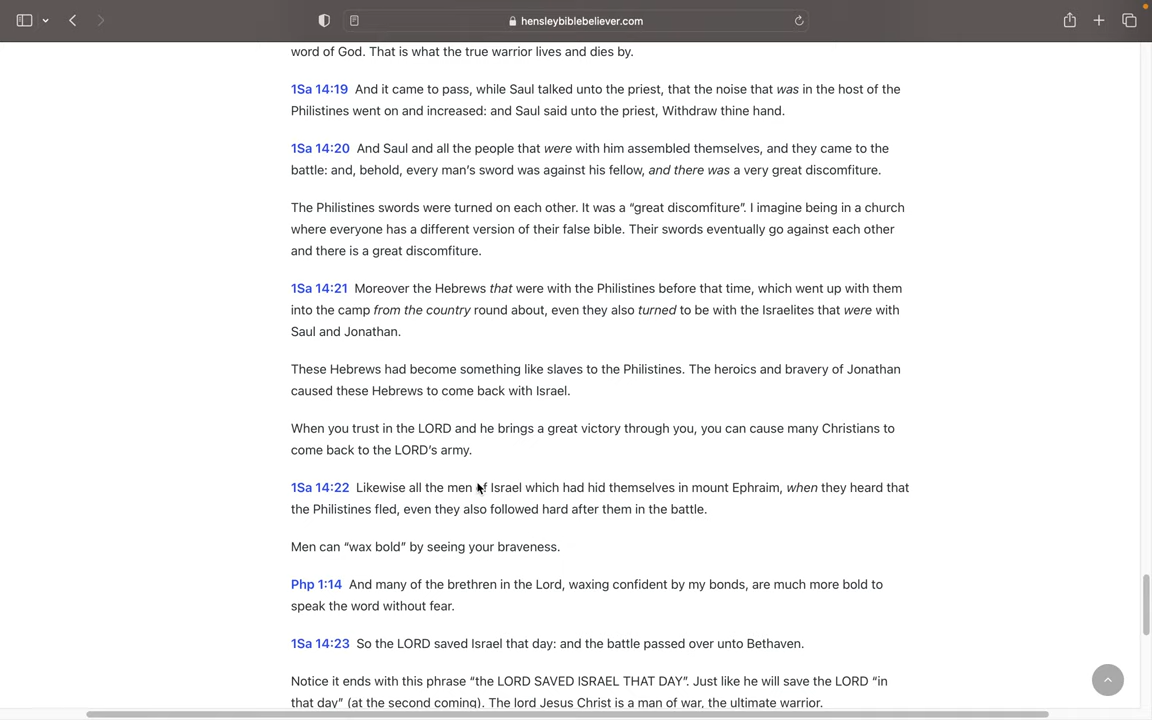 hensleybiblebeliever.com
word of God. That is what the true warrior lives and dies by.
1Sa 14:19 And it came to pass, while Saul talked unto the priest, that the noise that was in the host of the
Philistines went on and increased: and Saul said unto the priest, Withdraw thine hand.
1Sa 14:20 And Saul and all the people that were with him assembled themselves, and they came to the
battle: and, behold, every man’s sword was against his fellow, and there was a very great discomfiture.
The Philistines swords were turned on each other. It was a “great discomfiture”. I imagine being in a church
where everyone has a different version of their false bible. Their swords eventually go against each other
and there is a great discomfiture.
1Sa 14:21 Moreover the Hebrews that were with the Philistines before that time, which went up with them
into the camp from the country round about, even they also turned to be with the Israelites that were with
Saul and Jonathan.
These Hebrews had become something like slaves to the Philistines. The heroics and bravery of Jonathan
caused these Hebrews to come back with Israel.
When you trust in the LORD and he brings a great victory through you, you can cause many Christians to
come back to the LORD’s army.
1Sa 14:22 Likewise all the men of Israel which had hid themselves in mount Ephraim, when they heard that
the Philistines fled, even they also followed hard after them in the battle.
Men can “wax bold” by seeing your braveness.
Php 1:14 And many of the brethren in the Lord, waxing confident by my bonds, are much more bold to
speak the word without fear.
1Sa 14:23 So the LORD saved Israel that day: and the battle passed over unto Bethaven.
Notice it ends with this phrase “the LORD SAVED ISRAEL THAT DAY”. Just like he will save the LORD “in
that day” (at the second coming). The lord Jesus Christ is a man of war, the ultimate warrior.